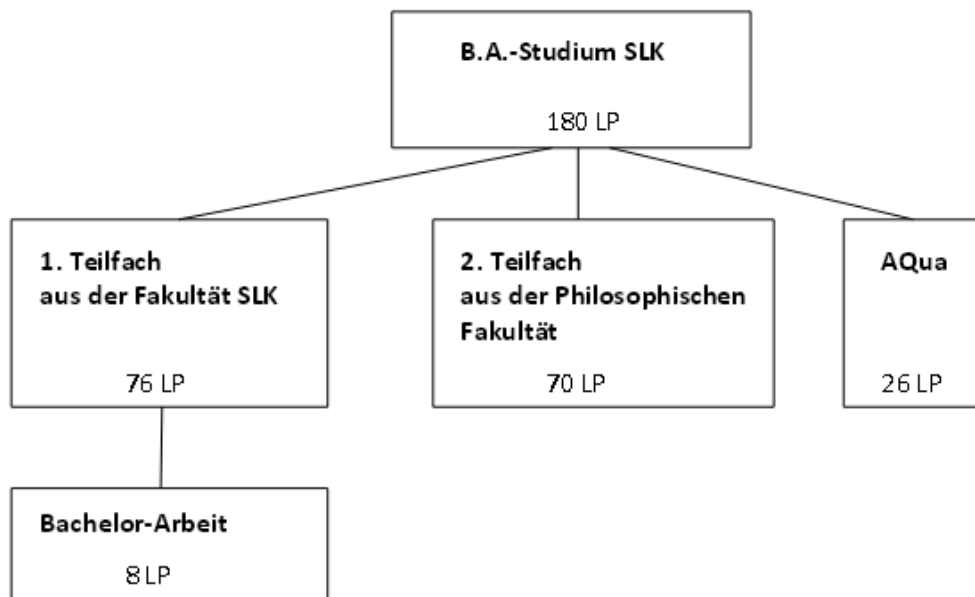 B.A.-Studium SLK
180 LP
1. Teilfach
aus der Fakultät SLK
76 LP
2. Teilfach
aus der Philosophischen
Fakultät
70 LP
AQua
26 LP
Bachelor-Arbeit
8 LP